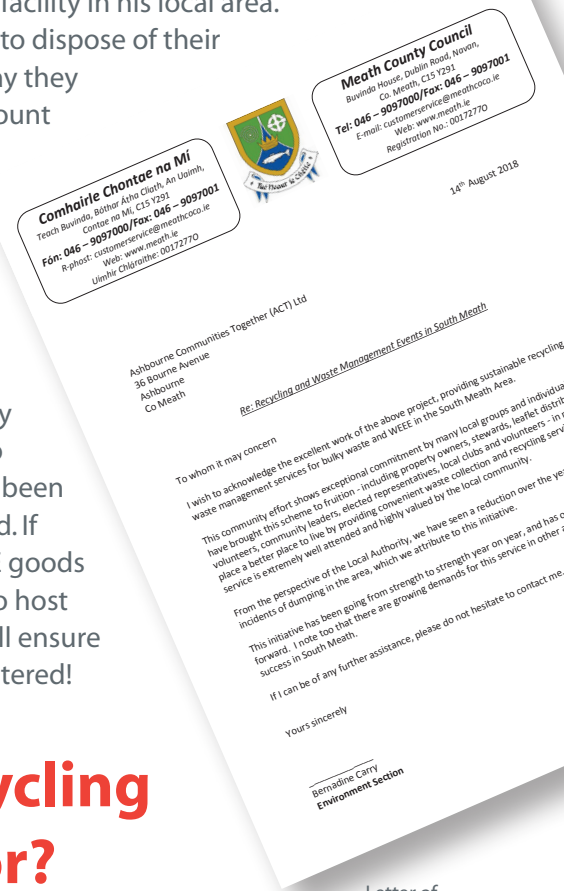 facility in his local area.
to dispose of their
they
ount
Comhairle Chontae na Mí
Teach Buvinda, Bóthar Átha Cliath, An Uaimh,
Contae na Mí, C15 Y291
Fón: 046 – 9097000/Fax: 046 – 9097001
R-phost: customerservice@meathcoco.ie
Web: www.meath.ie
Uimhir Chláraithe: 00172770
Meath County Council
Buvinda House, Dublin Road, Navan,
Co. Meath, C15 Y291
Tel: 046 – 9097000/Fax: 046 – 9097001
E-mail: customerservice@meathcoco.ie
Web: www.meath.ie
Registration No.: 00172770
14th August 2018
Ashbourne Communities Together (ACT) Ltd
36 Bourne Avenue
Ashbourne
Co Meath
Re: Recycling and Waste Management Events in South Meath
To whom it may concern
I wish to acknowledge the excellent work of the above project, providing sustainable recycling
waste management services for bulky waste and WEEE in the South Meath Area.
This community effort shows exceptional commitment by many local groups and individua
have brought this scheme to fruition - including property owners, stewards, leaflet distrib
volunteers, community leaders, elected representatives, local clubs and volunteers - in
place a better place to live by providing convenient waste collection and recycling servi
service is extremely well attended and highly valued by the local community.
From the perspective of the Local Authority, we have seen a reduction over the ye
incidents of dumping in the area, which we attribute to this initiative.
This initiative has been going from strength to strength year on year, and has
forward. I note too that there are growing demands for this service in other a
success in South Meath.
If I can be of any further assistance, please do not hesitate to contact me.
Yours sincerely
Bernadine Carry
Environment Section
been
d. If
goods
o host
ll ensure
tered!
ycling
or?
Letter of